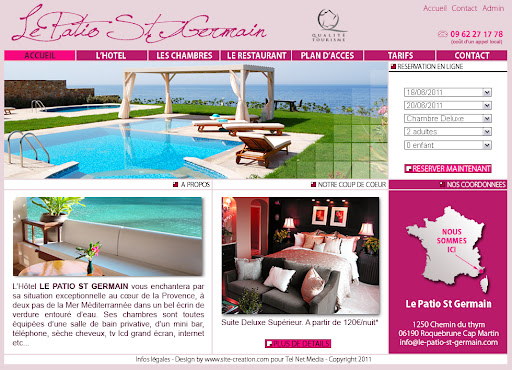 Accueil Contact Admin
Le Patio St Germain
QUALITÉ
TOURISME
09 62 27 17 78
(coût d'un appel local)
ACCUEIL L'HOTEL LES CHAMBRES LE RESTAURANT PLAN D'ACCES TARIFS CONTACT
RESERVATION EN LIGNE
18/06/2011
20/06/2011
Chambre Deluxe
2 adultes
0 enfant
RESERVER MAINTENANT
A PROPOS
NOTRE COUP DE COEUR
NOS COORDONNEES
NOUS
SOMMES
ICI
L'Hôtel LE PATIO ST GERMAIN vous enchantera par
sa situation exceptionnelle au cœur de la Provence, à
deux pas de la Mer Méditerrannée dans un bel écrin de
verdure entouré d'eau. Ses chambres sont toutes
équipées d'une salle de bain privative, d'un mini bar,
téléphone, sèche cheveux, tv lcd grand écran, internet
etc...
Suite Deluxe Supérieur. A partir de 120€/nuit*
PLUS DE DETAILS
Le Patio St Germain
1250 Chemin du thym
06190 Roquebrune Cap Martin
info@le-patio-st-germain.com
Infos légales - Design by www.site-creation.com pour Tel Net Media - Copyright 2011